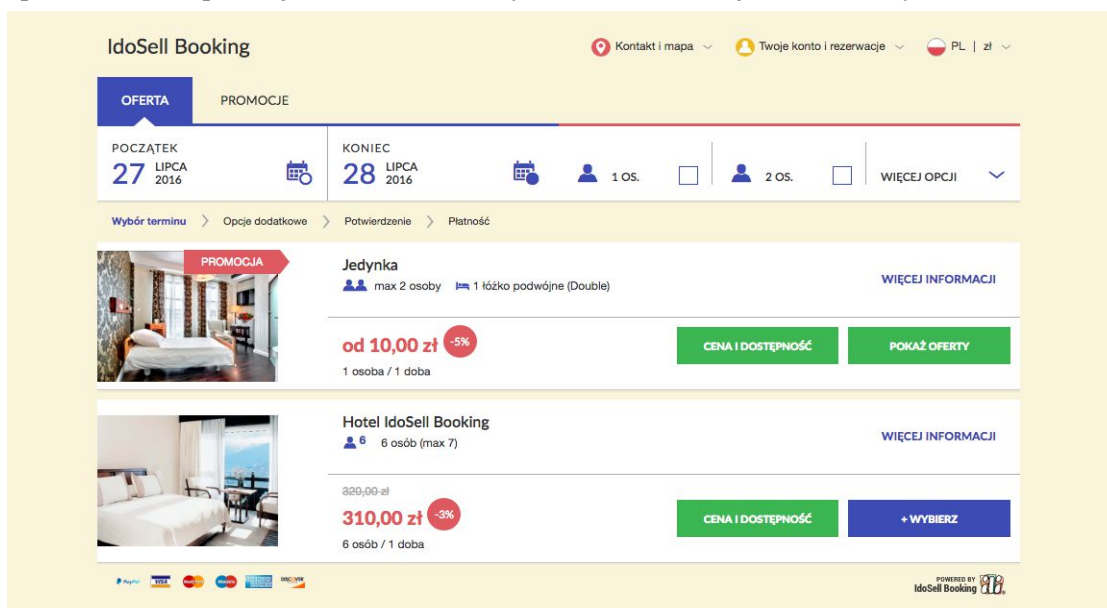 IdoSell Booking
Kontakt i mapa
Twoje konto i rezerwacje
PL | zł
OFERTA
PROMOCJE
POCZĄTEK
27 LIPCA 2016
KONIEC
28 LIPCA 2016
1 OS.
2 OS.
WIĘCEJ OPCJI
Wybór terminu > Opcje dodatkowe > Potwierdzenie > Płatność
PROMOCJA
Jedynka
max 2 osoby 1 łóżko podwójne (Double)
WIĘCEJ INFORMACJI
od 10,00 zł -5%
1 osoba / 1 doba
CENA I DOSTĘPNOŚĆ
POKAŻ OFERTY
Hotel IdoSell Booking
6 6 osób (max 7)
WIĘCEJ INFORMACJI
320,00 zł
310,00 zł -3%
6 osób / 1 doba
CENA I DOSTĘPNOŚĆ
+ WYBIERZ
PayPal VISA DISCOVER
POWERED BY
IdoSell Booking